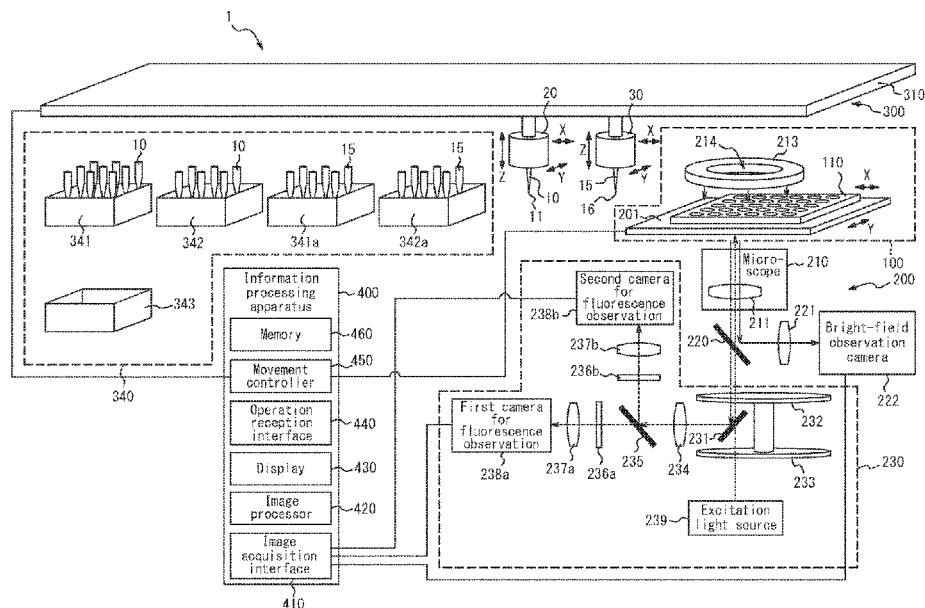 1
20
30
310
300
10
10
15
15
X
Z
Y
10
11
X
Z
Y
15
16
214
213
110
X
201
Y
100
341
342
341a
342a
343
340
Information
processing
apparatus
400
Memory
460
450
Movement
controller
Operation
reception
interface
440
Display
430
Image
processor
420
Image
acquisition
interface
410
Second camera
for
fluorescence
observation
238b
237b
236b
First camera
for
fluorescence
observation
238a
237a
236a
235
234
231
Micro-
scope
210
211
200
220
221
Bright-field
observation
camera
222
232
233
230
239
Excitation
light source